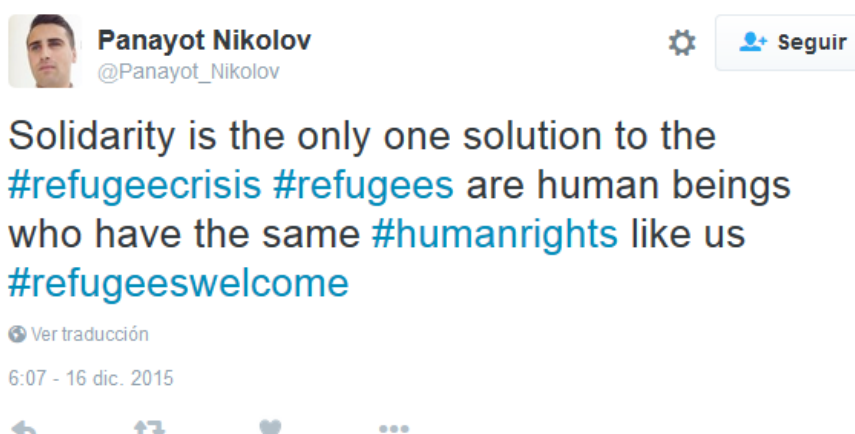 Panayot Nikolov
@Panayot_Nikolov
Seguir
Solidarity is the only one solution to the
#refugeecrisis #refugees are human beings
who have the same #humanrights like us
#refugeeswelcome
Ver traducción
6:07 - 16 dic. 2015